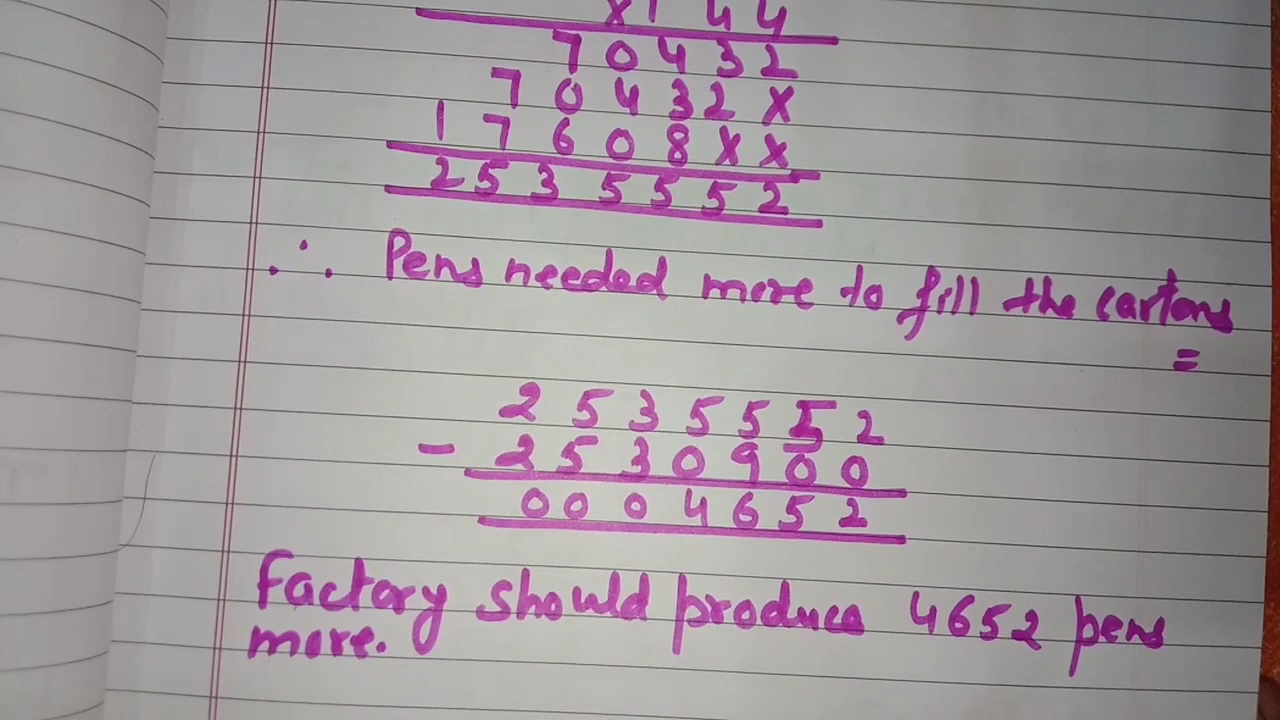 x 1 4 4
7 0 4 3 2
7 0 4 3 2 x
1 7 6 0 8 x x
2 5 3 5 5 5 2
∴ Pens needed more to fill the cartons
=
2 5 3 5 5 5 2
- 2 5 3 0 9 0 0
0 0 0 4 6 5 2
Factory should produce 4652 pens
more.